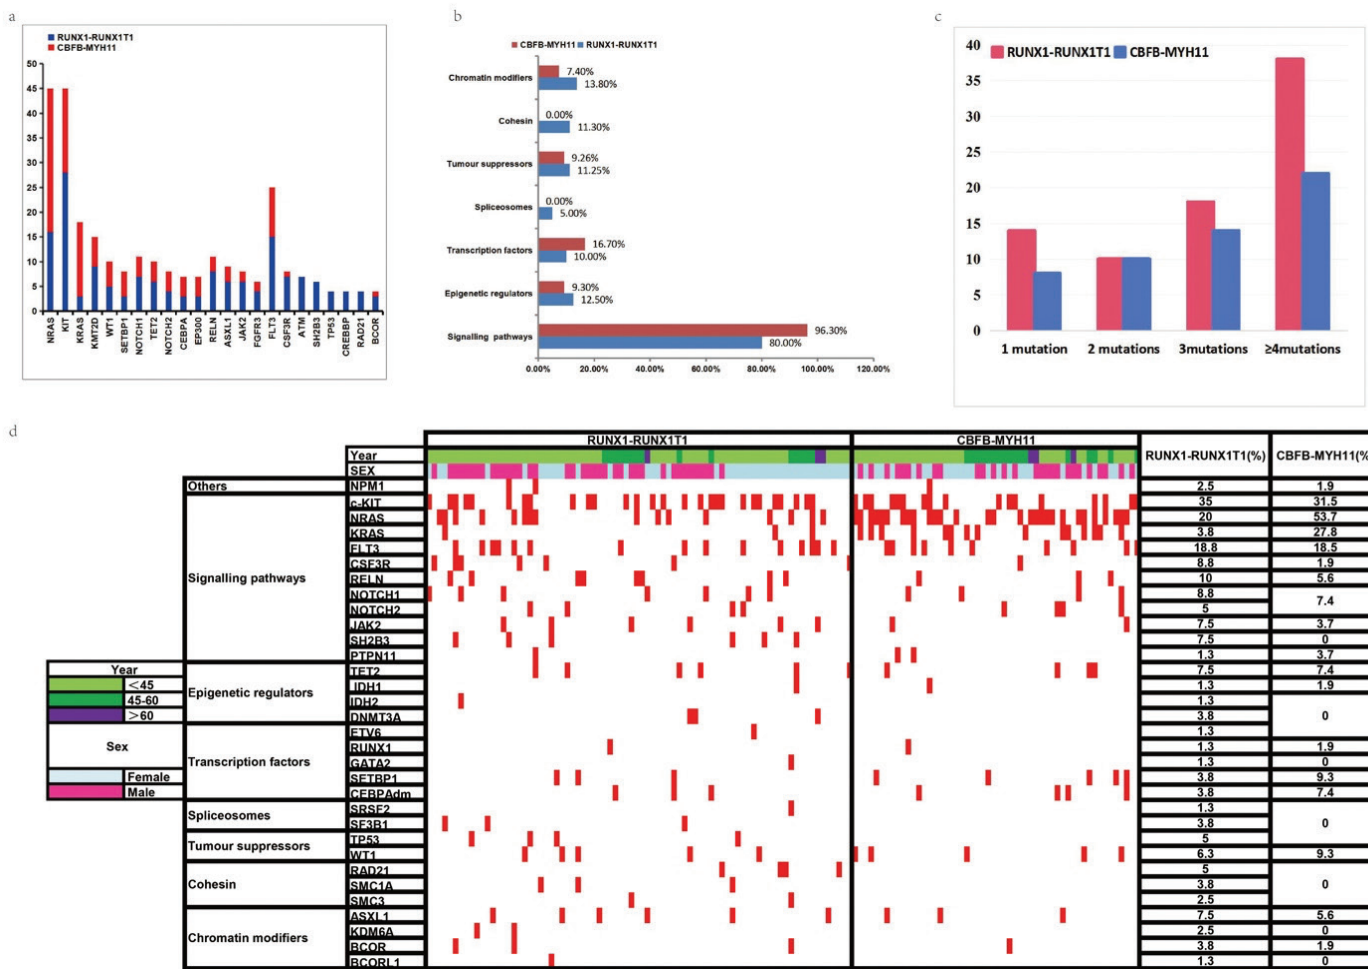 a
RUNX1-RUNX1T1
CBFB-MYH11
50
45
40
35
30
25
20
15
10
5
0
NRAS
KIT
KRAS
KMT2D
WT1
SETBP1
NOTCH1
TET2
NOTCH2
CEBPA
EP300
RELN
ASXL1
JAK2
FGFR3
FLT3
CSF3R
ATM
SH2B3
TP53
CREBBP
RAD21
BCOR
b
CBFB-MYH11 RUNX1-RUNX1T1
Chromatin modifiers 7.40%
13.80%
Cohesin 0.00%
11.30%
Tumour suppressors 9.26%
11.25%
Spliceosomes 0.00%
5.00%
Transcription factors 16.70%
10.00%
Epigenetic regulators 9.30%
12.50%
Signalling pathways 96.30%
80.00%
0.00% 20.00% 40.00% 60.00% 80.00% 100.00% 120.00%
c
RUNX1-RUNX1T1 CBFB-MYH11
40
35
30
25
20
15
10
5
0
1 mutation 2 mutations 3mutations ≥4mutations
d
RUNX1-RUNX1T1 CBFB-MYH11 RUNX1-RUNX1T1(%) CBFB-MYH11(%
Year
SEX
Others NPM1 2.5 1.9
Signalling pathways
c-KIT 35 31.5
NRAS 20 53.7
KRAS 3.8 27.8
FLT3 18.8 18.5
CSF3R 8.8 1.9
RELN 10 5.6
NOTCH1 8.8 7.4
NOTCH2 5
JAK2 7.5 3.7
SH2B3 7.5 0
PTPN11 1.3 3.7
Epigenetic regulators
TET2 7.5 7.4
IDH1 1.3 1.9
IDH2 1.3 0
DNMT3A 3.8
Transcription factors
ETV6 1.3
RUNX1 1.3 1.9
GATA2 1.3 0
SETBP1 3.8 9.3
CEBPAdm 3.8 7.4
Spliceosomes
SRSF2 1.3 0
SF3B1 3.8
Tumour suppressors
TP53 5
WT1 6.3 9.3
Cohesin
RAD21 5 0
SMC1A 3.8
SMC3 2.5
Chromatin modifiers
ASXL1 7.5 5.6
KDM6A 2.5 0
BCOR 3.8 1.9
BCORL1 1.3 0
Year
＜45
45-60
＞60
Sex
Female
Male